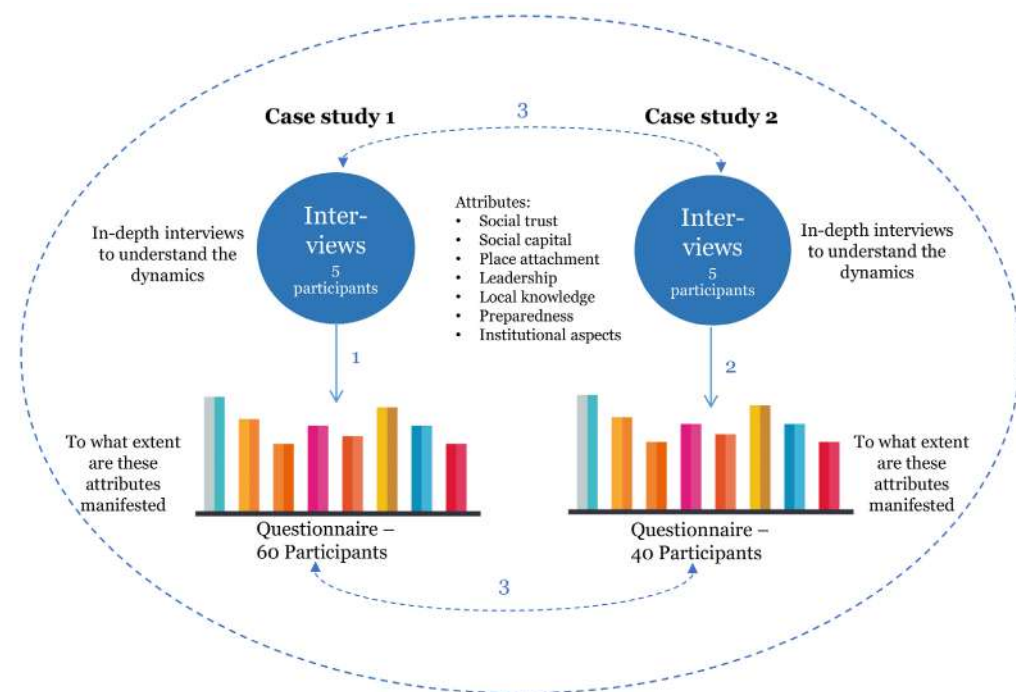 Case study 1
3
Case study 2
Inter-
views
5
participants
In-depth interviews
to understand the
dynamics
Attributes:
• Social trust
• Social capital
• Place attachment
• Leadership
• Local knowledge
• Preparedness
• Institutional aspects
Inter-
views
5
participants
In-depth interviews
to understand the
dynamics
1
2
To what extent
are these
attributes
manifested
Questionnaire –
60 Participants
Questionnaire –
40 Participants
To what extent
are these
attributes
manifested
3